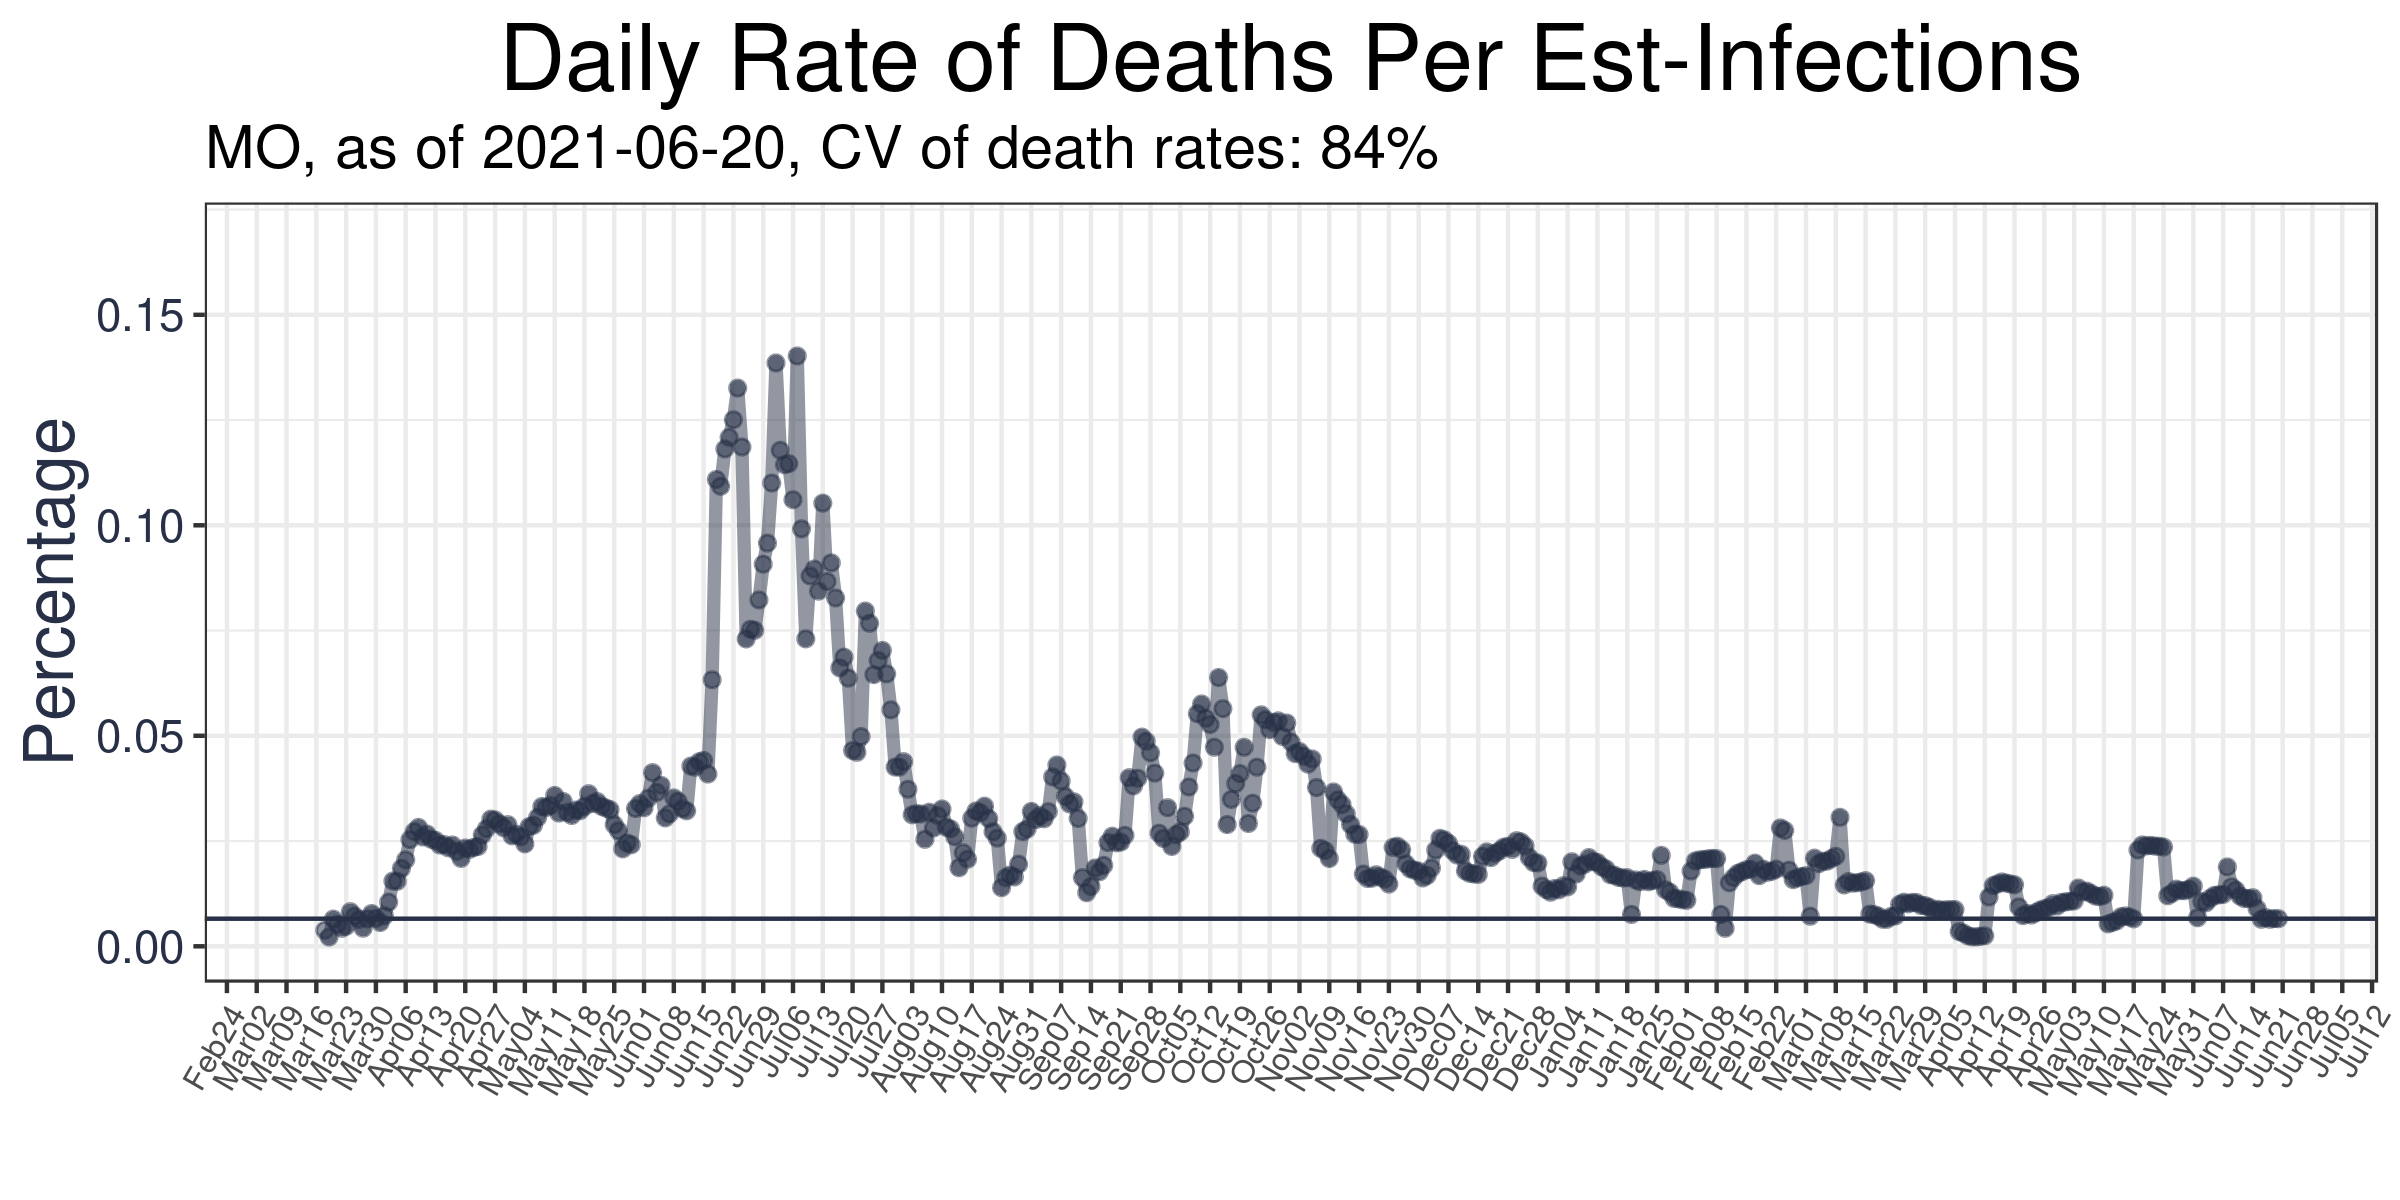 Daily Rate of Deaths Per Est-Infections
MO, as of 2021-06-20, CV of death rates: 84%
Percentage
0.15
0.10
0.05
0.00
Feb24
Mar02
Mar09
Mar16
Mar23
Mar30
Apr06
Apr13
Apr20
Apr27
May04
May11
May18
May25
Jun01
Jun08
Jun15
Jun22
Jun29
Jul06
Jul13
Jul20
Jul27
Aug03
Aug10
Aug17
Aug24
Aug31
Sep07
Sep14
Sep21
Sep28
Oct05
Oct12
Oct19
Oct26
Nov02
Nov09
Nov16
Nov23
Nov30
Dec07
Dec14
Dec21
Dec28
Jan04
Jan11
Jan18
Jan25
Feb01
Feb08
Feb15
Feb22
Mar01
Mar08
Mar15
Mar22
Mar29
Apr05
Apr12
Apr19
Apr26
May03
May10
May17
May24
May31
Jun07
Jun14
Jun21
Jun28
Jul05
Jul12